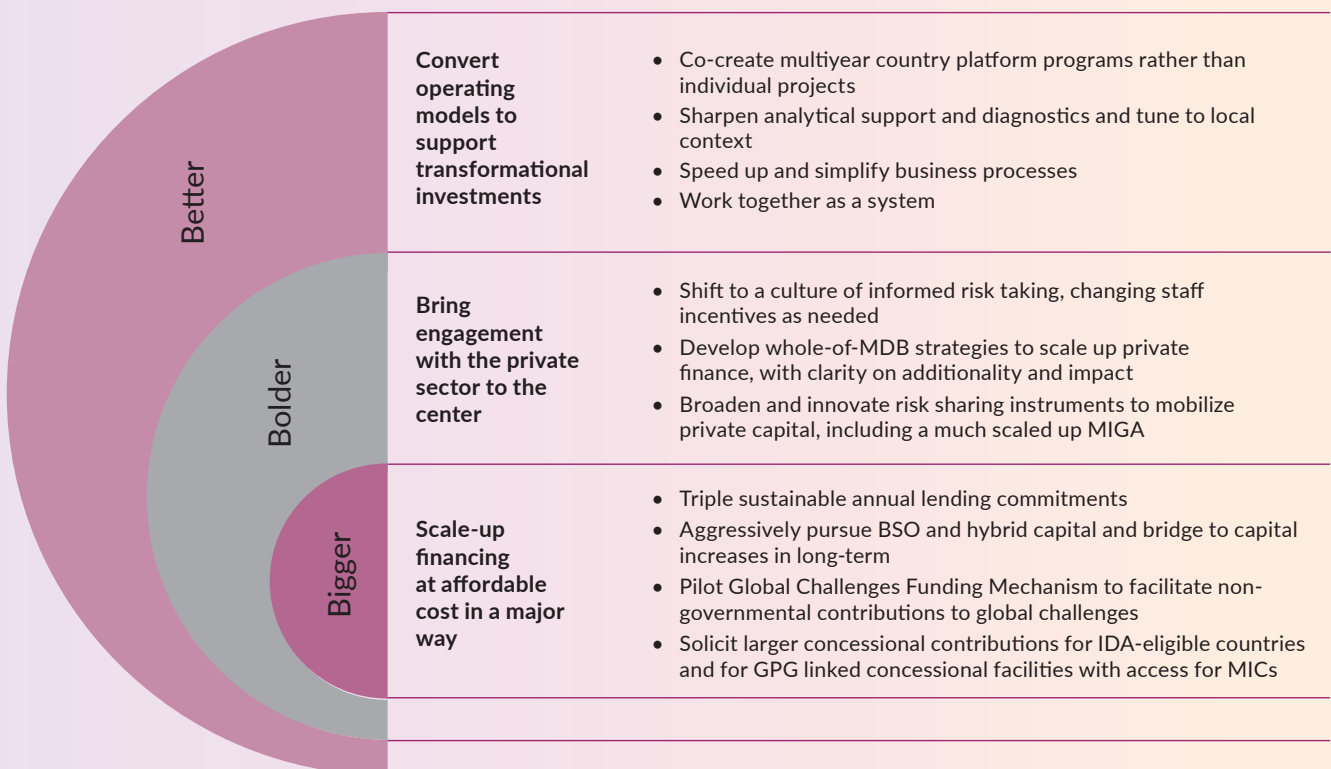 Better
Convert
operating
models to
support
transformational
investments
• Co-create multiyear country platform programs rather than
individual projects
• Sharpen analytical support and diagnostics and tune to local
context
• Speed up and simplify business processes
• Work together as a system
Bolder
Bring
engagement
with the private
sector to the
center
• Shift to a culture of informed risk taking, changing staff
incentives as needed
• Develop whole-of-MDB strategies to scale up private
finance, with clarity on additionality and impact
• Broaden and innovate risk sharing instruments to mobilize
private capital, including a much scaled up MIGA
Bigger
Scale-up
financing
at affordable
cost in a major
way
• Triple sustainable annual lending commitments
• Aggressively pursue BSO and hybrid capital and bridge to capital
increases in long-term
• Pilot Global Challenges Funding Mechanism to facilitate non-
governmental contributions to global challenges
• Solicit larger concessional contributions for IDA-eligible countries
and for GPG linked concessional facilities with access for MICs